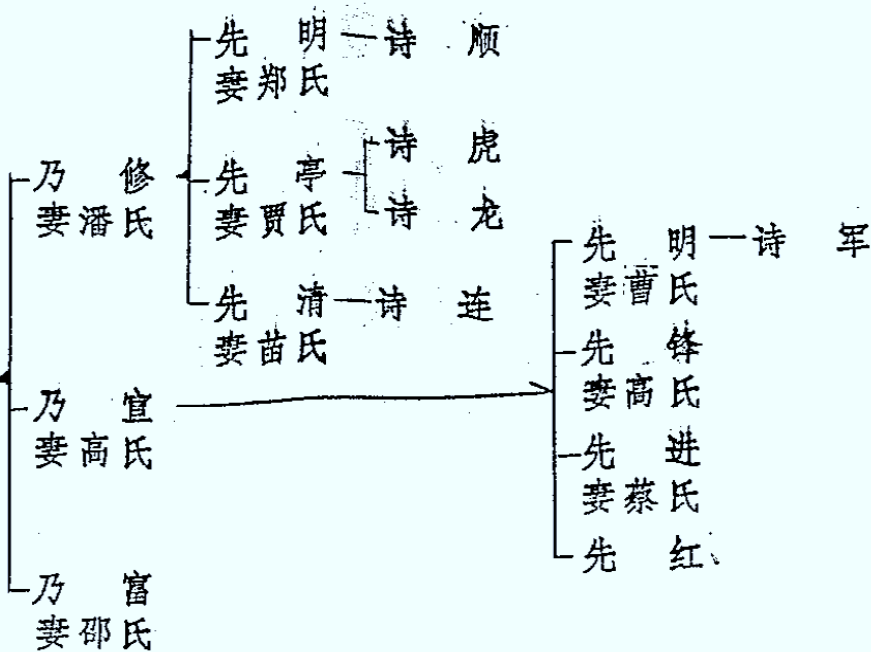 先 明 诗 顺
妻郑氏
诗 虎
乃 修 先 亭
妻潘氏 妻贾氏 诗 龙
先 明 诗 军
妻曹氏
先 清 诗 连
妻苗氏
先 锋
妻高氏
乃 宣
妻高氏
先 进
妻蔡氏
先 红
乃 富
妻邵氏